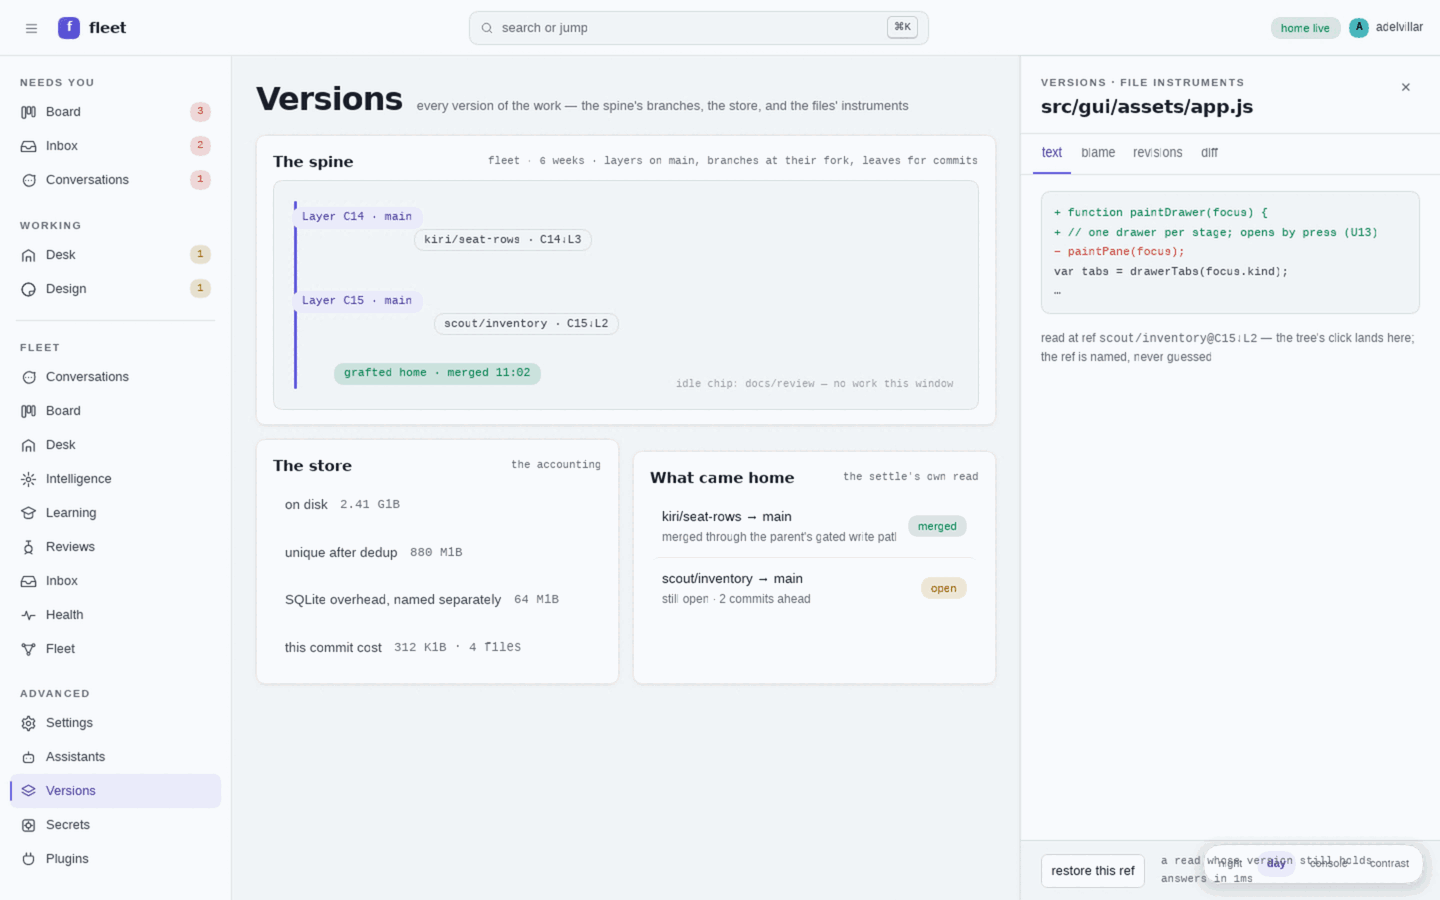 fleet
search or jump
⌘K
home live
A
adelvillar
NEEDS YOU
Board 3
Inbox 2
Conversations 1
WORKING
Desk 1
Design 1
FLEET
Conversations
Board
Desk
Intelligence
Learning
Reviews
Inbox
Health
Fleet
ADVANCED
Settings
Assistants
Versions
Secrets
Plugins
Versions
every version of the work — the spine's branches, the store, and the files' instruments
The spine
fleet · 6 weeks · layers on main, branches at their fork, leaves for commits
Layer C14 · main
kiri/seat-rows · C14↓L3
Layer C15 · main
scout/inventory · C15↓L2
grafted home · merged 11:02
idle chip: docs/review — no work this window
The store
the accounting
on disk 2.41 GiB
unique after dedup 880 MiB
SQLite overhead, named separately 64 MiB
this commit cost 312 KiB · 4 files
What came home
the settle's own read
kiri/seat-rows → main
merged through the parent's gated write
merged
scout/inventory → main
still open · 2 commits ahead
open
VERSIONS · FILE INSTRUMENTS
src/gui/assets/app.js
×
text blame revisions diff
+ function paintDrawer(focus) {
+ // one drawer per stage; opens by press (U13)
− paintPane(focus);
var tabs = drawerTabs(focus.kind);
…
read at ref scout/inventory@C15↓L2 — the tree's click lands here;
the ref is named, never guessed
restore this ref
a read whose version still holds
answers in 1ms
night day console contrast